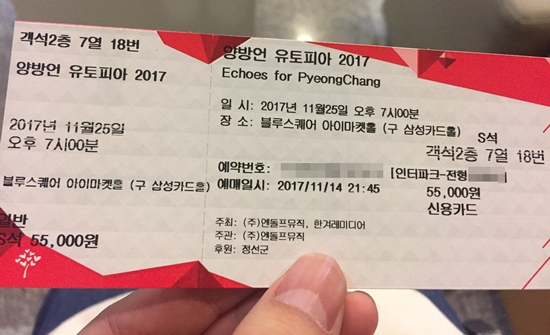 객석2층 7열 18번
양방언 유토피아 2017
2017년 11월25일
오후 7시00분
블루스퀘어 아이마켓홀 (구 삼성카드홀)
일반
S석 55,000원
양방언 유토피아 2017
Echoes for PyeongChang
일 시: 2017년 11월25일 오후 7시00분
장 소: 블루스퀘어 아이마켓홀 (구 삼성카드홀)
S석
객석2층 7열 18번
예약번호: [인터파크-전형
]
예매일시: 2017/11/14 21:45
55,000원
신용카드
주최: (주)엔돌프뮤직, 한겨레미디어
주관: (주)엔돌프뮤직
후원: 정선군